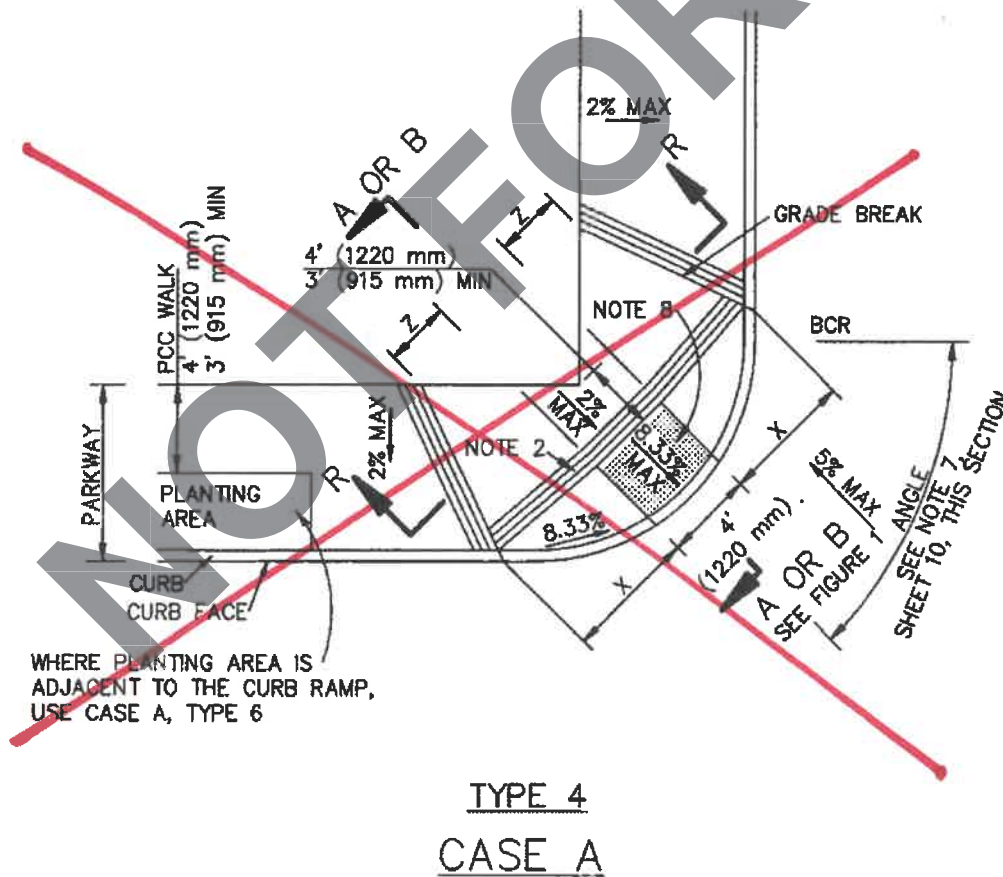 NOT FOR
2% MAX
R
A OR B
Z
GRADE BREAK
4' (1220 mm)
3' (915 mm) MIN
PCC WALK
4' (1220 mm)
3' (915 mm) MIN
NOTE 8
BCR
Z
2%
MAX
2% MAX
8.33%
MAX
X
NOTE 2
PARKWAY
R
PLANTING
AREA
8.33%
4'
(1220 mm).
5% MAX
A OR B
SEE FIGURE 1
ANGLE
SEE NOTE 7,
SHEET 10, THIS SECTION
X
CURB
CURB FACE
WHERE PLANTING AREA IS
ADJACENT TO THE CURB RAMP,
USE CASE A, TYPE 6
TYPE 4
CASE A